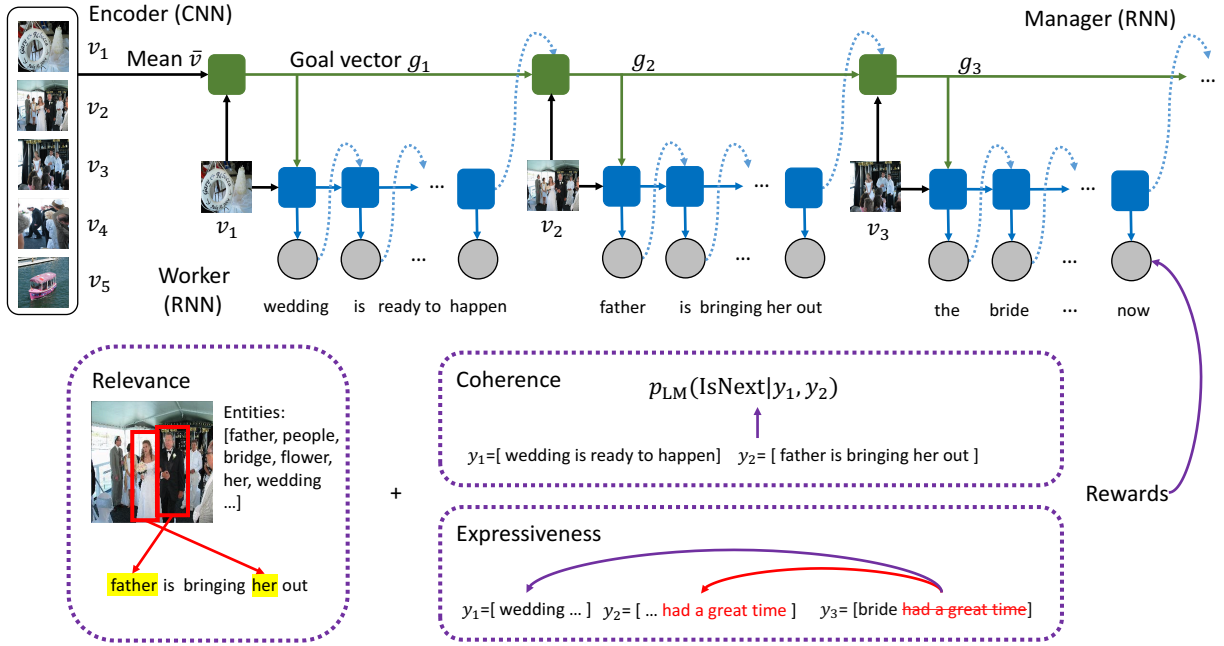 Encoder (CNN)
Manager (RNN)
v₁
Mean v̄
Goal vector g₁
g₂
g₃
...
v₂
v₃
v₄
v₅
...
...
...
v₁
v₂
v₃
...
...
...
Worker
(RNN)
wedding is ready to happen
father is bringing her out
the bride ... now
Relevance
Entities:
[father, people,
bridge, flower,
her, wedding
...]
father is bringing her out
+
Coherence
p_LM(IsNext|y₁, y₂)
y₁=[ wedding is ready to happen] y₂= [ father is bringing her out ]
Rewards
Expressiveness
y₁=[ wedding ... ] y₂= [ ... had a great time ] y₃= [bride had a great time]